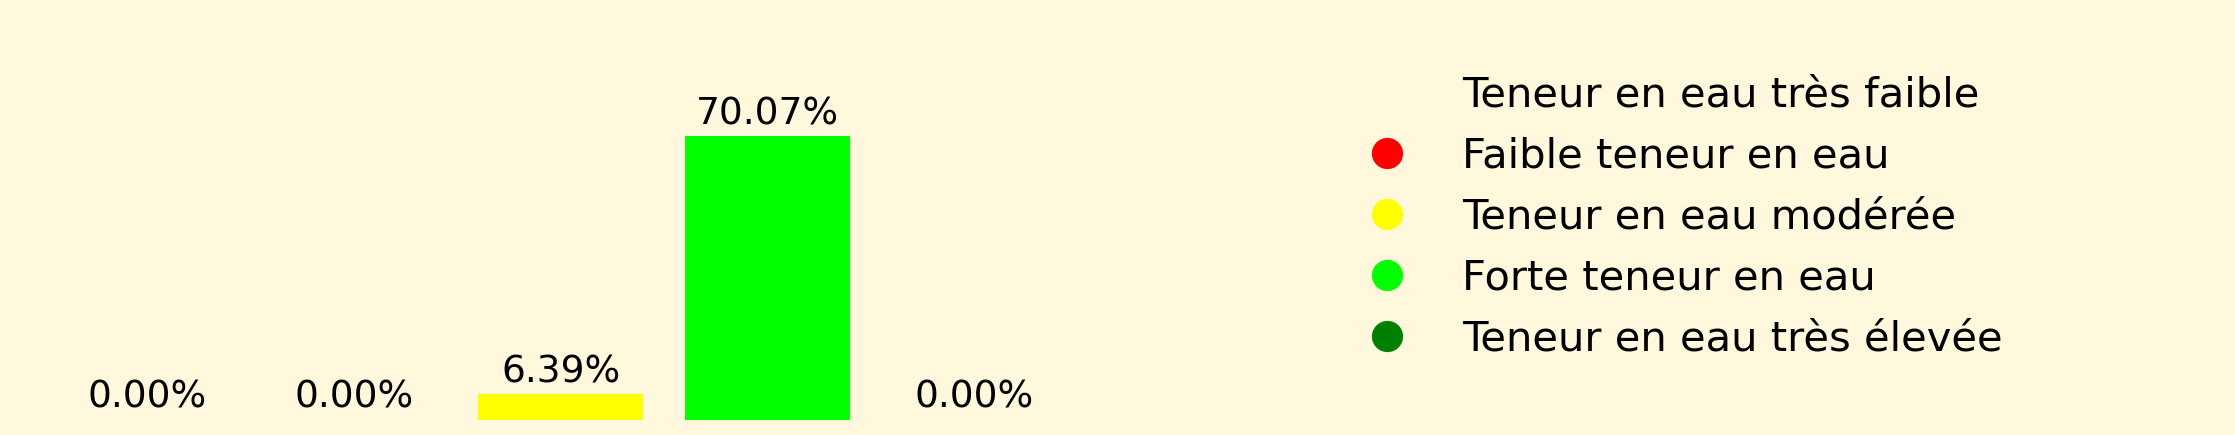 70.07%
6.39%
0.00%
0.00%
0.00%
Teneur en eau très faible
Faible teneur en eau
Teneur en eau modérée
Forte teneur en eau
Teneur en eau très élevée